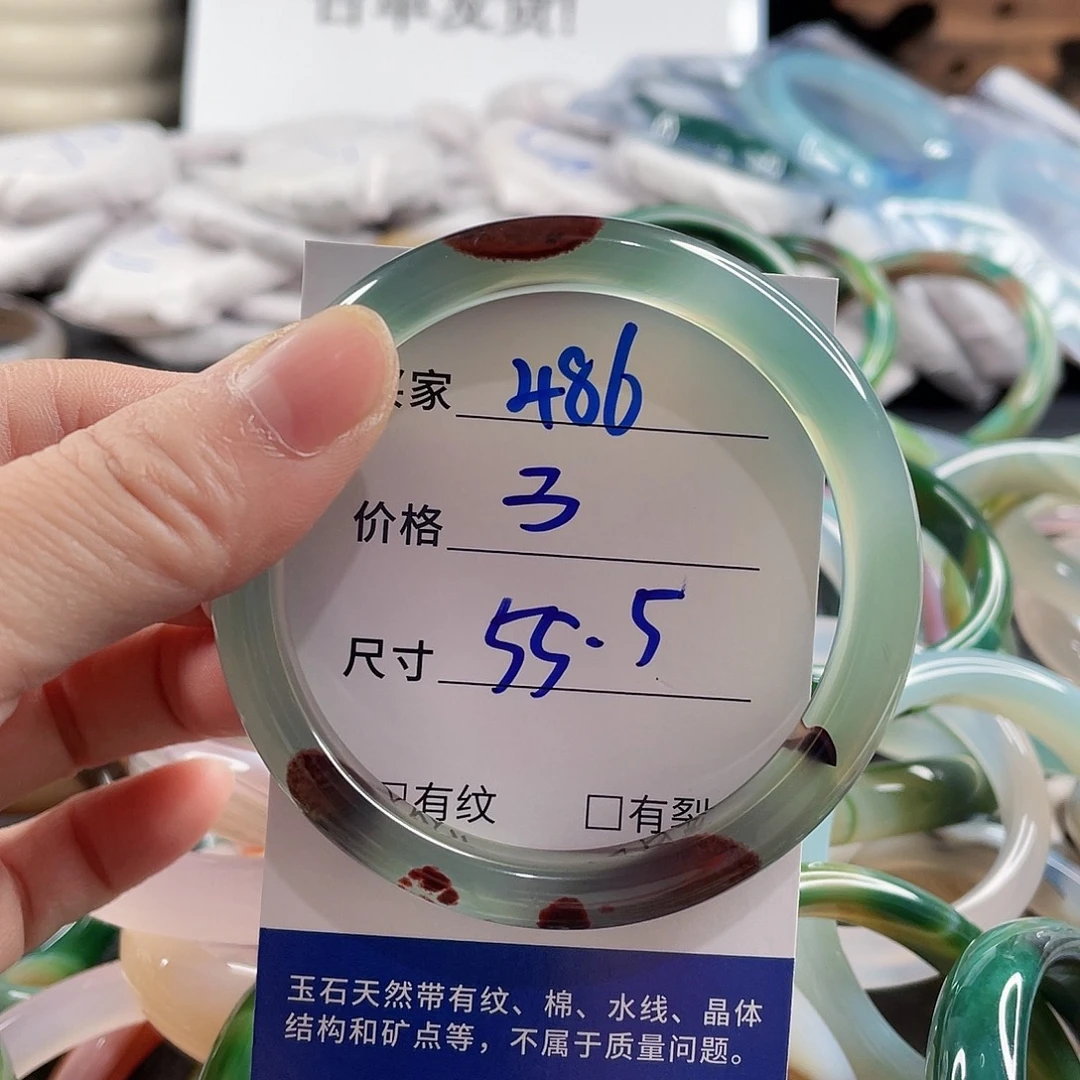 家 486
价格 3
尺寸 55.5
□有纹 □有裂
玉石天然带有纹、棉、水线、晶体
结构和矿点等，不属于质量问题。